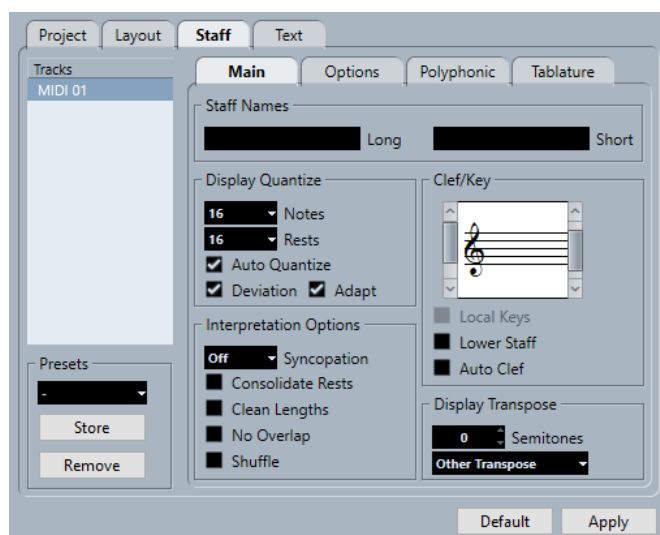 Project Layout Staff Text
Tracks
MIDI 01
Main Options Polyphonic Tablature
Staff Names
Long Short
Display Quantize
16 Notes
16 Rests
Auto Quantize
Deviation Adapt
Clef/Key
Local Keys
Lower Staff
Auto Clef
Interpretation Options
Off Syncopation
Consolidate Rests
Clean Lengths
No Overlap
Shuffle
Display Transpose
0 Semitones
Other Transpose
Presets
-
Store
Remove
Default Apply